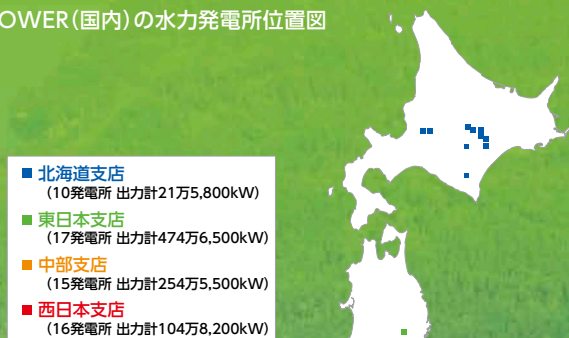 OWER（国内）の水力発電所位置図
北海道支店
（10発電所 出力計21万5,800kW）
東日本支店
（17発電所 出力計474万6,500kW）
中部支店
（15発電所 出力計254万5,500kW）
西日本支店
（16発電所 出力計104万8,200kW）